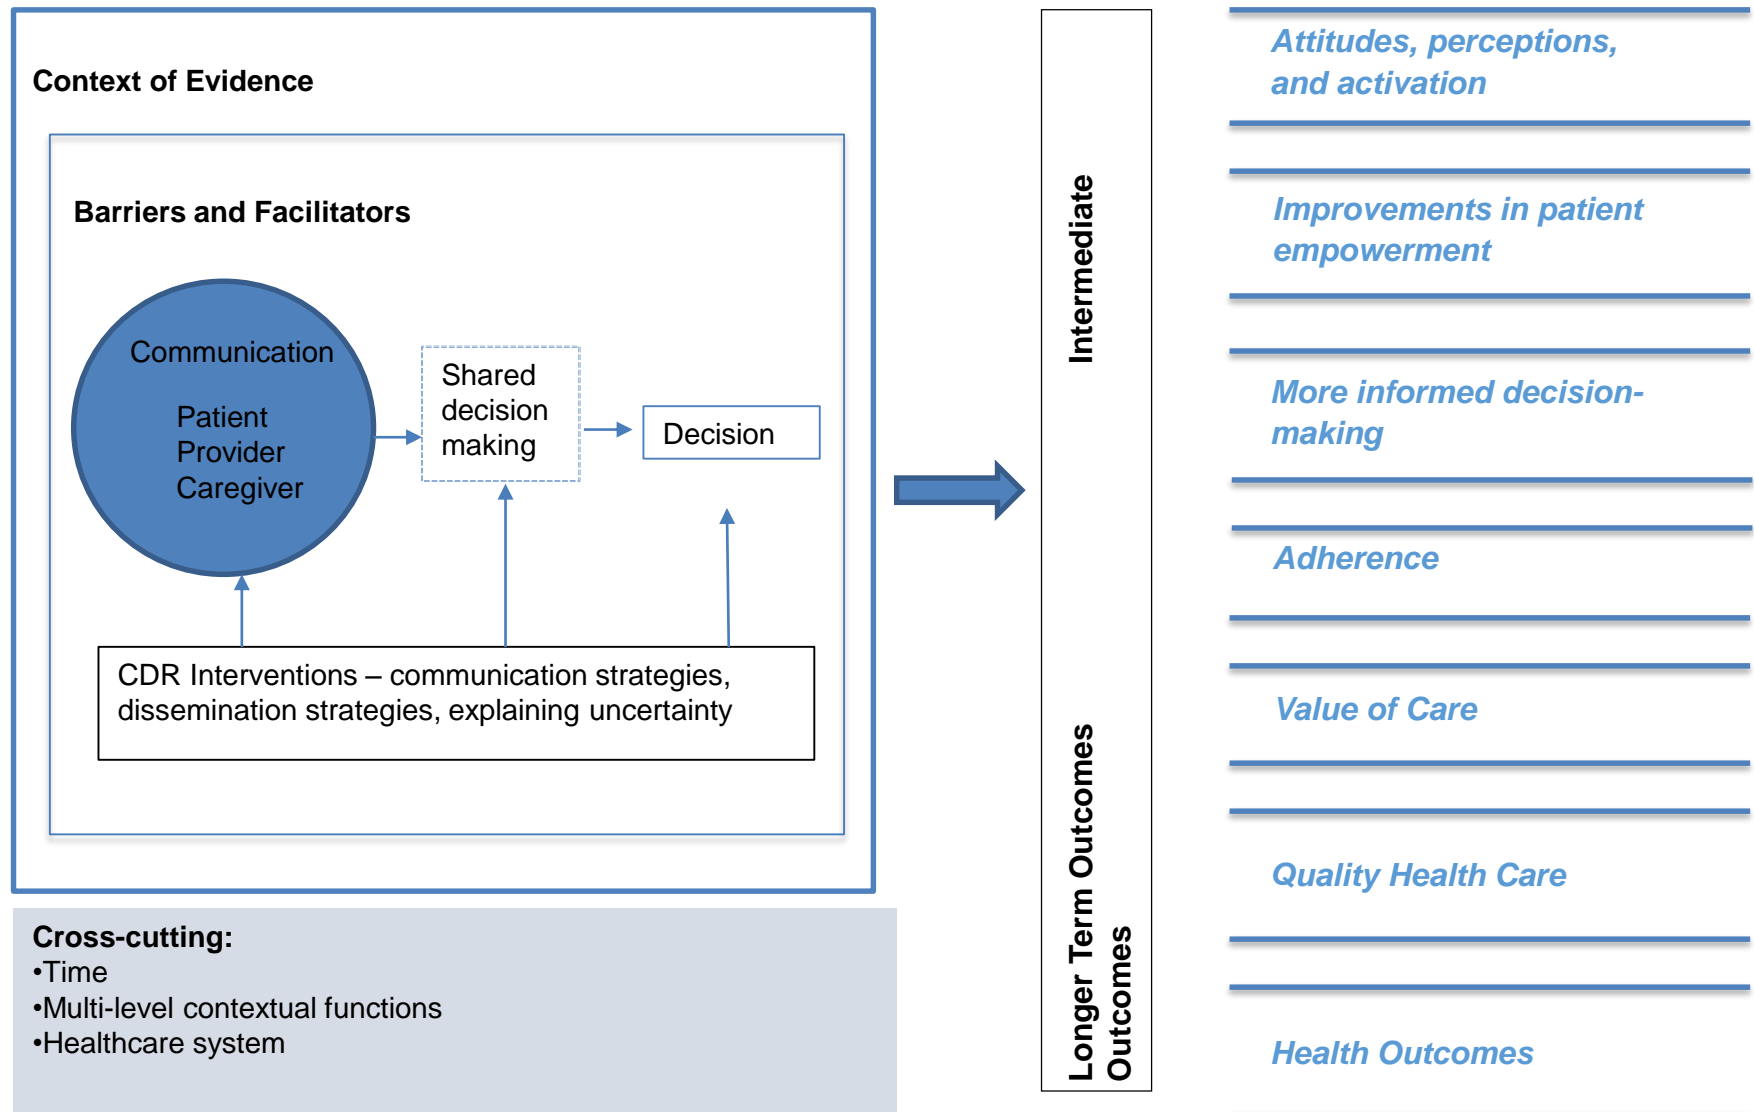 Context of Evidence
Barriers and Facilitators
Communication
Patient
Provider
Caregiver
Shared
decision
making
Decision
CDR Interventions – communication strategies,
dissemination strategies, explaining uncertainty
Cross-cutting:
•Time
•Multi-level contextual functions
•Healthcare system
Intermediate
Longer Term Outcomes
Outcomes
Attitudes, perceptions,
and activation
Improvements in patient
empowerment
More informed decision-
making
Adherence
Value of Care
Quality Health Care
Health Outcomes